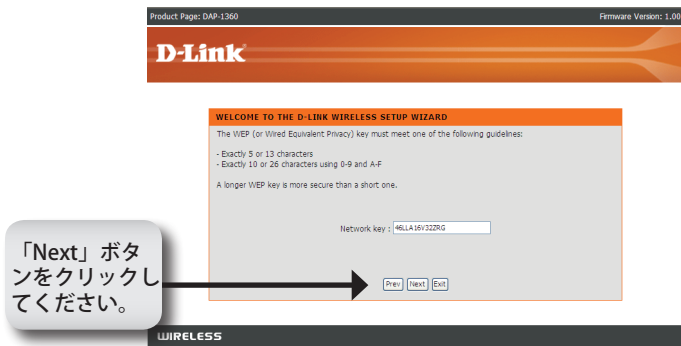 Product Page: DAP-1360
Firmware Version: 1.00
D-Link
WELCOME TO THE D-LINK WIRELESS SETUP WIZARD
The WEP (or Wired Equivalent Privacy) key must meet one of the following guidelines:
- Exactly 5 or 13 characters
- Exactly 10 or 26 characters using 0-9 and A-F
A longer WEP key is more secure than a short one.
Network key : 46LLA16V32ZRG
「Next」ボタ
ンをクリックし
てください。
Prev Next Exit
WIRELESS